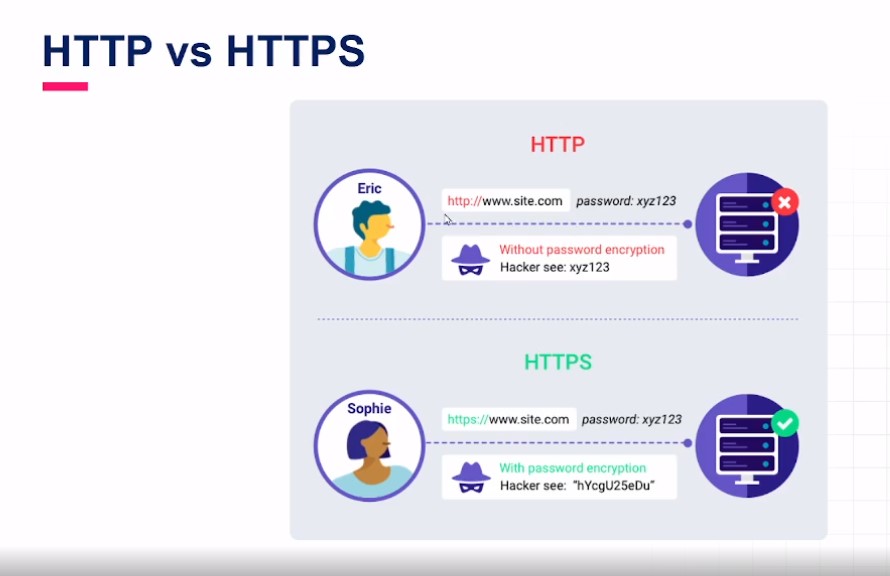 HTTP vs HTTPS
HTTP
Eric
http://www.site.com password: xyz123
Without password encryption
Hacker see: xyz123
HTTPS
Sophie
https://www.site.com password: xyz123
With password encryption
Hacker see: "hYcgU25eDu"